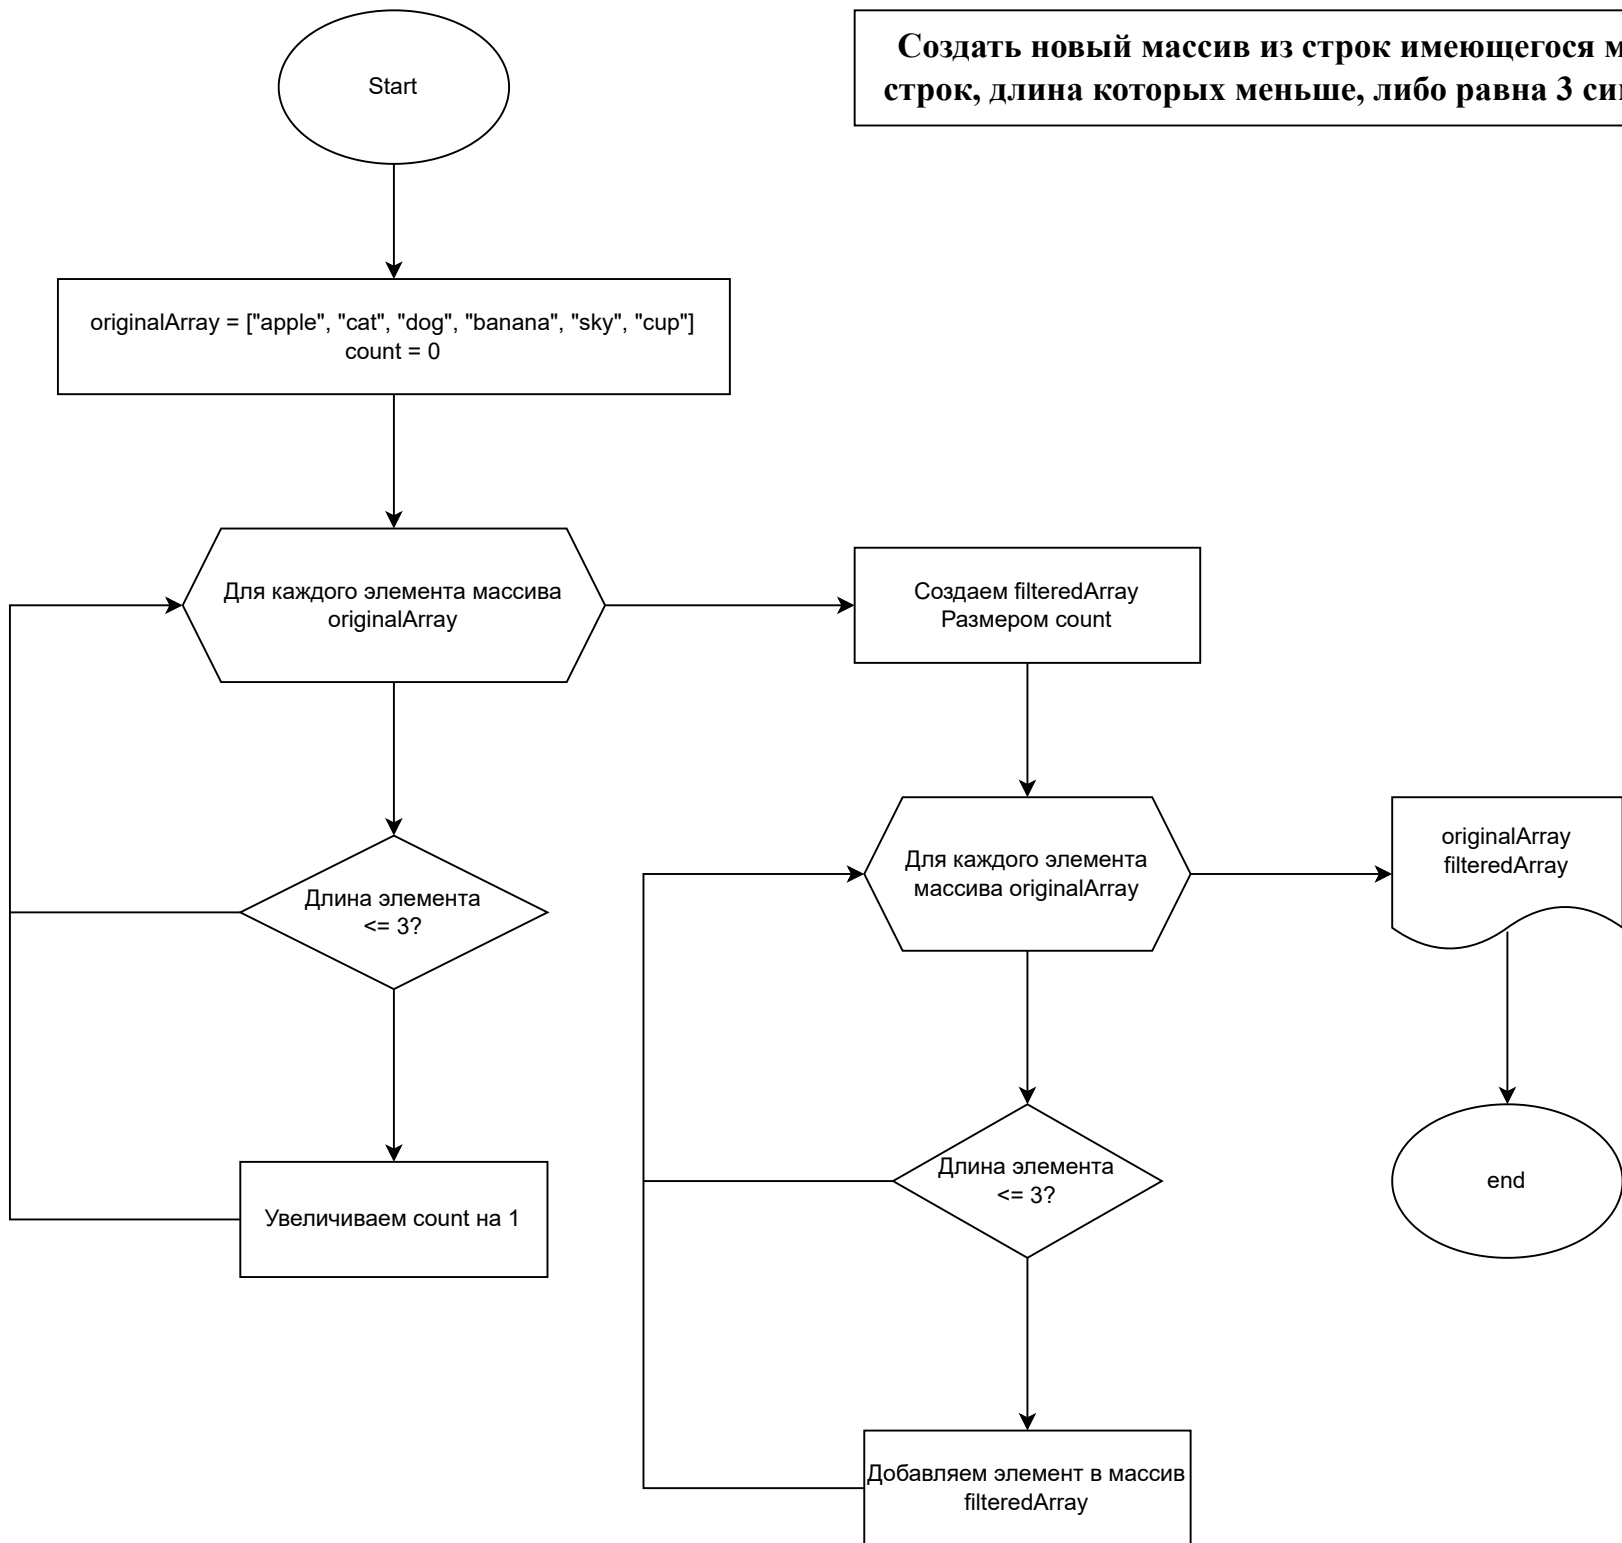 Start
Создать новый массив из строк имеющегося
строк, длина которых меньше, либо равна 3
originalArray = ["apple", "cat", "dog", "banana", "sky", "cup"]
count = 0
Для каждого элемента массива
originalArray
Создаем filteredArray
Размером count
Длина элемента
<= 3?
Для каждого элемента
массива originalArray
originalArray
filteredArray
Увеличиваем count на 1
Длина элемента
<= 3?
end
Добавляем элемент в массив
filteredArray